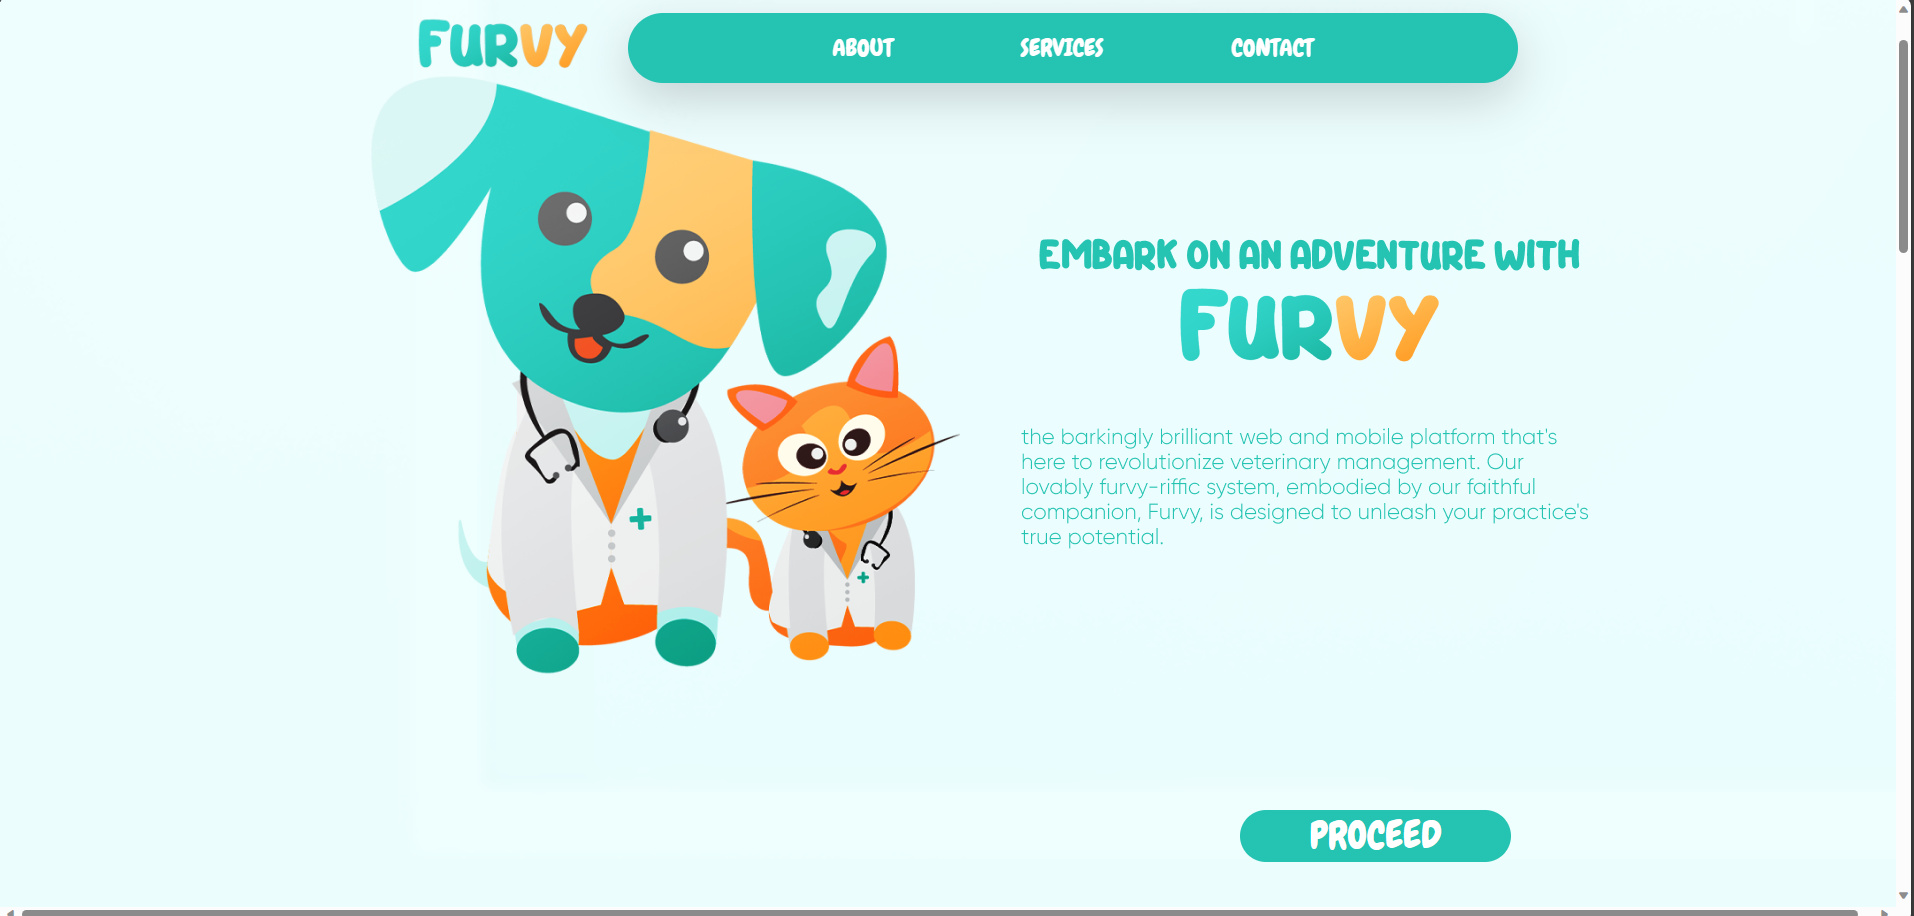 FURVY
ABOUT
SERVICES
CONTACT
EMBARK ON AN ADVENTURE WITH
FURVY
the barkingly brilliant web and mobile platform that's
here to revolutionize veterinary management. Our
lovably furvy-riffic system, embodied by our faithful
companion, Furvy, is designed to unleash your practice's
true potential.
PROCEED